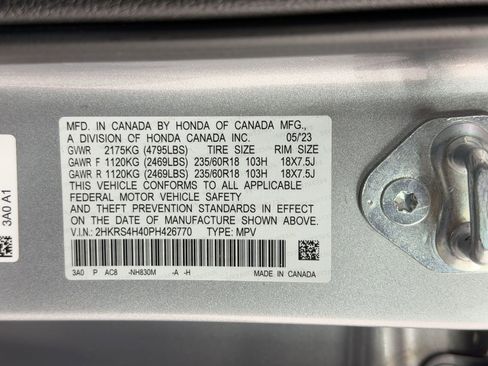 MFD. IN CANADA BY HONDA OF CANADA MFG.,
A DIVISION OF HONDA CANADA INC. 05/'23
GVWR 2175KG (4795LBS) TIRE SIZE RIM SIZE
GAWR F 1120KG (2469LBS) 235/60R18 103H 18X7.5J
GAWR R 1120KG (2469LBS) 235/60R18 103H 18X7.5J
THIS VEHICLE CONFORMS TO ALL APPLICABLE
FEDERAL MOTOR VEHICLE SAFETY
AND THEFT PREVENTION STANDARDS IN EFFECT
ON THE DATE OF MANUFACTURE SHOWN ABOVE.
V.I.N.: 2HKRS4H40PH426770 TYPE: MPV
3A0 P AC8 -NH830M -A -H MADE IN CANADA
3A0 A1